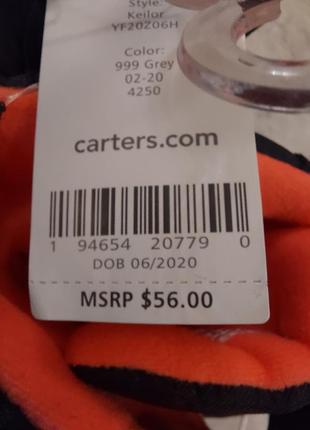 Style:
Keilor
YF20Z06H
Color:
999 Grey
02-20
4250
carters.com
1 94654 20779 0
DOB 06/2020
MSRP $56.00